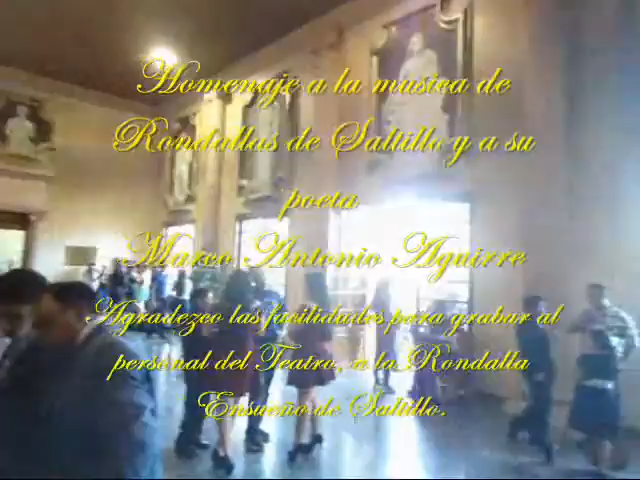 Homenaje a la musica de
Rondallas de Saltillo y a su
poeta
Marco Antonio Aguirre
Agradezco las facilidades para grabar al
personal del Teatro, a la Rondalla
Ensueño de Saltillo.